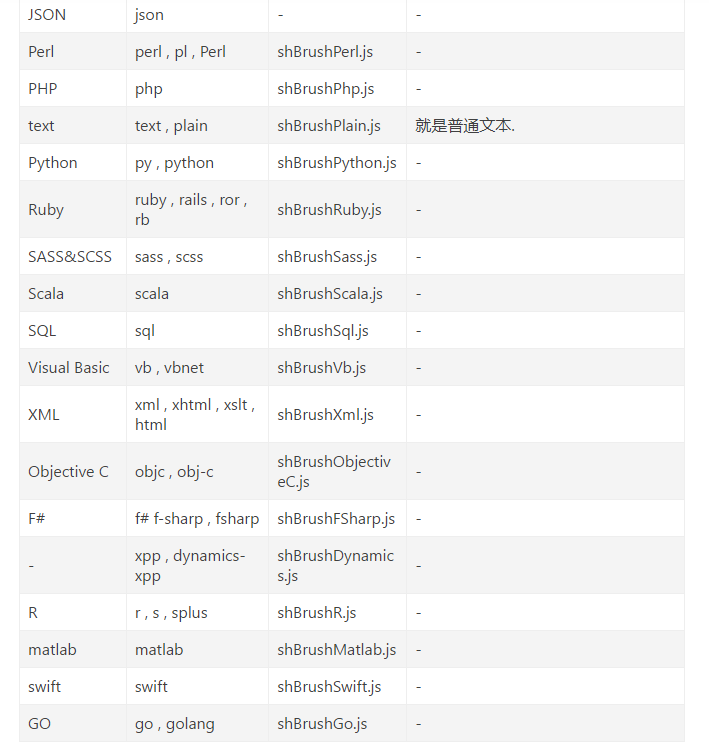 JSON json - -
Perl perl , pl , Perl shBrushPerl.js -
PHP php shBrushPhp.js -
text text , plain shBrushPlain.js 就是普通文本.
Python py , python shBrushPython.js -
Ruby ruby , rails , ror ,
rb shBrushRuby.js -
SASS&SCSS sass , scss shBrushSass.js -
Scala scala shBrushScala.js -
SQL sql shBrushSql.js -
Visual Basic vb , vbnet shBrushVb.js -
XML xml , xhtml , xslt ,
html shBrushXml.js -
Objective C objc , obj-c shBrushObjectiv
eC.js -
F# f# f-sharp , fsharp shBrushFSharp.js -
- xpp , dynamics-
xpp shBrushDynamic
s.js -
R r , s , splus shBrushR.js -
matlab matlab shBrushMatlab.js -
swift swift shBrushSwift.js -
GO go , golang shBrushGo.js -